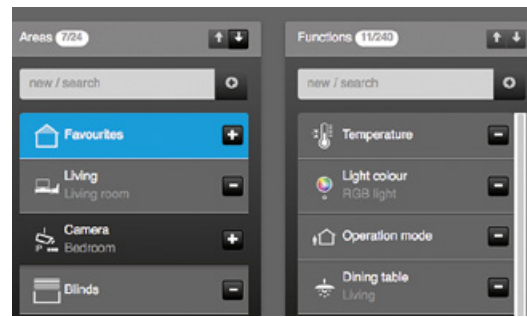 Areas 7/24
new / search
Favourites
Living
Living room
Camera
Bedroom
Blinds
Functions 11/240
new / search
Temperature
Light colour
RGB light
Operation mode
Dining table
Living